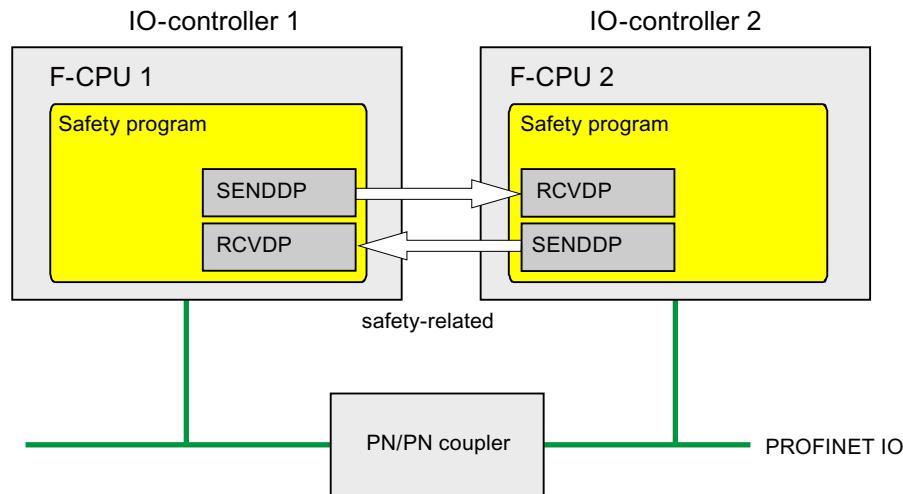 IO-controller 1
IO-controller 2
F-CPU 1
F-CPU 2
Safety program
Safety program
SENDDP
RCVDP
RCVDP
SENDDP
safety-related
PN/PN coupler
PROFINET IO